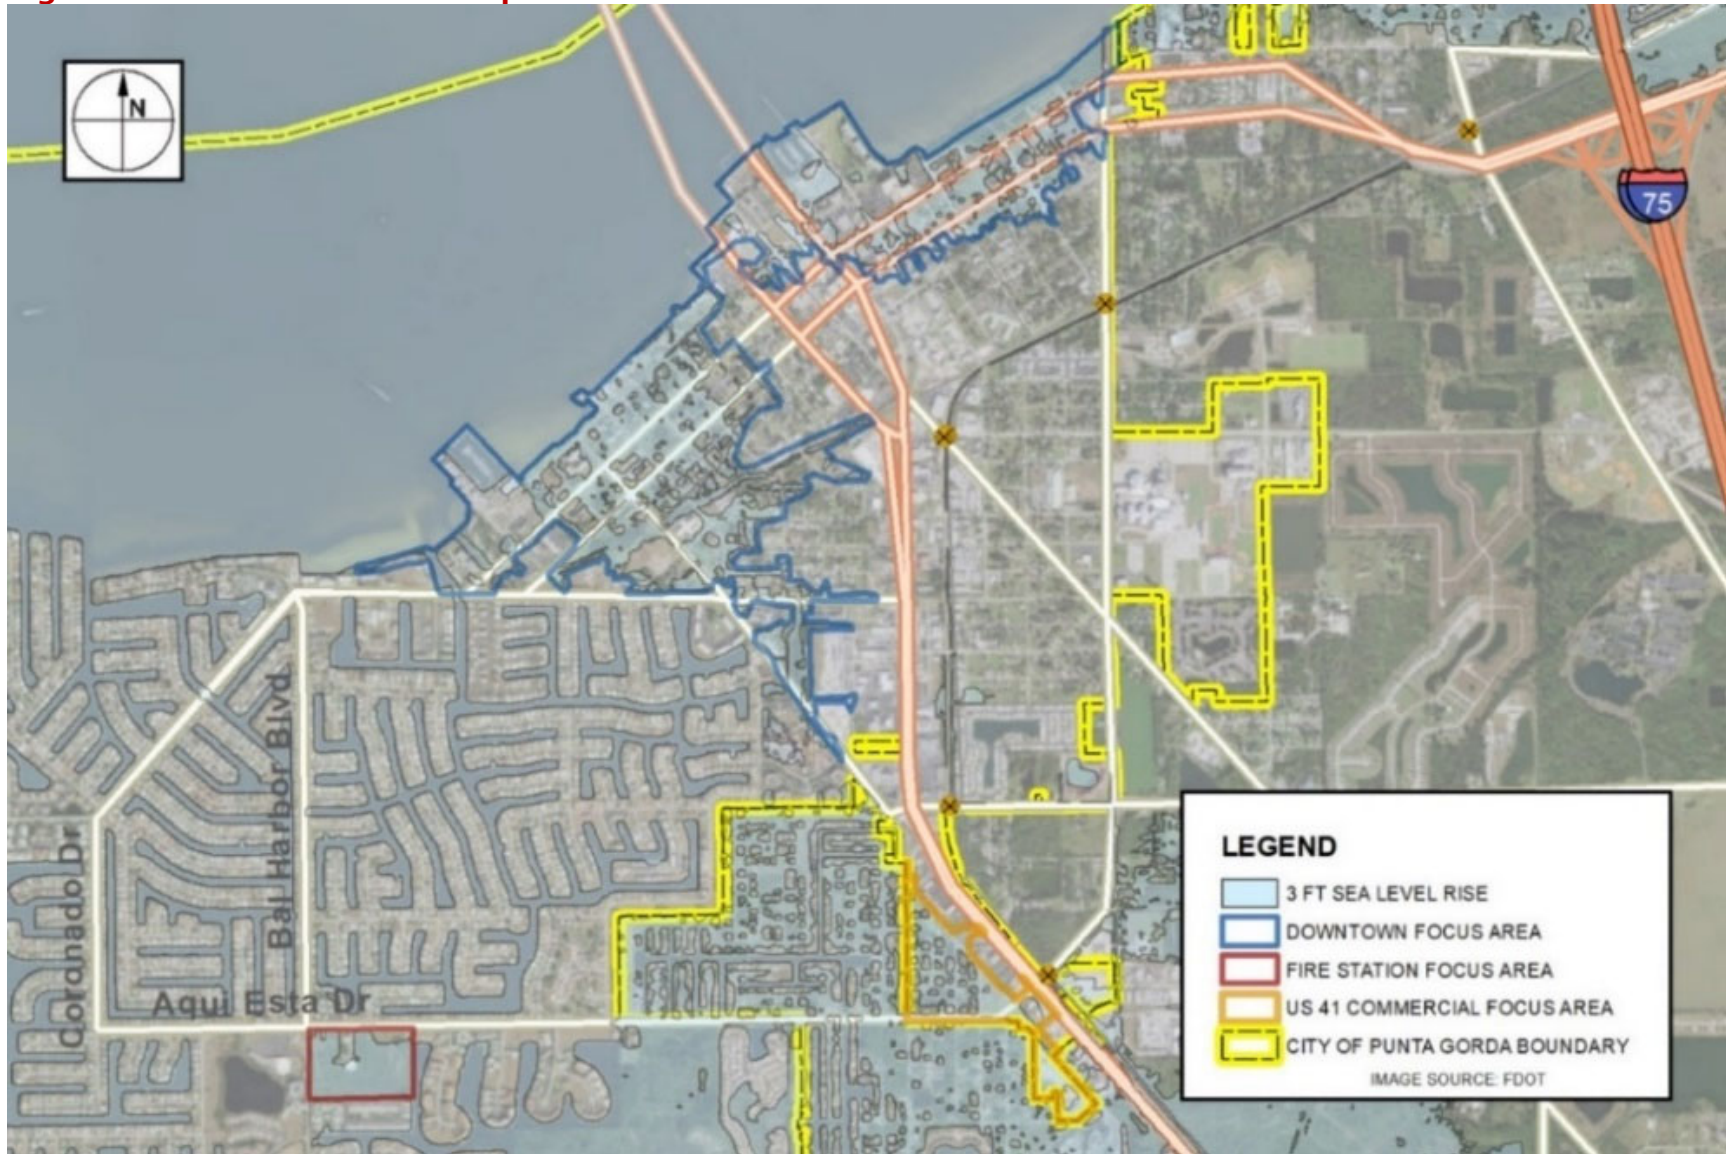 N
75
Coronado Dr
Bal Harbor Blvd
Aqui Esta Dr
LEGEND
3 FT SEA LEVEL RISE
DOWNTOWN FOCUS AREA
FIRE STATION FOCUS AREA
US 41 COMMERCIAL FOCUS AREA
CITY OF PUNTA GORDA BOUNDARY
IMAGE SOURCE: FDOT